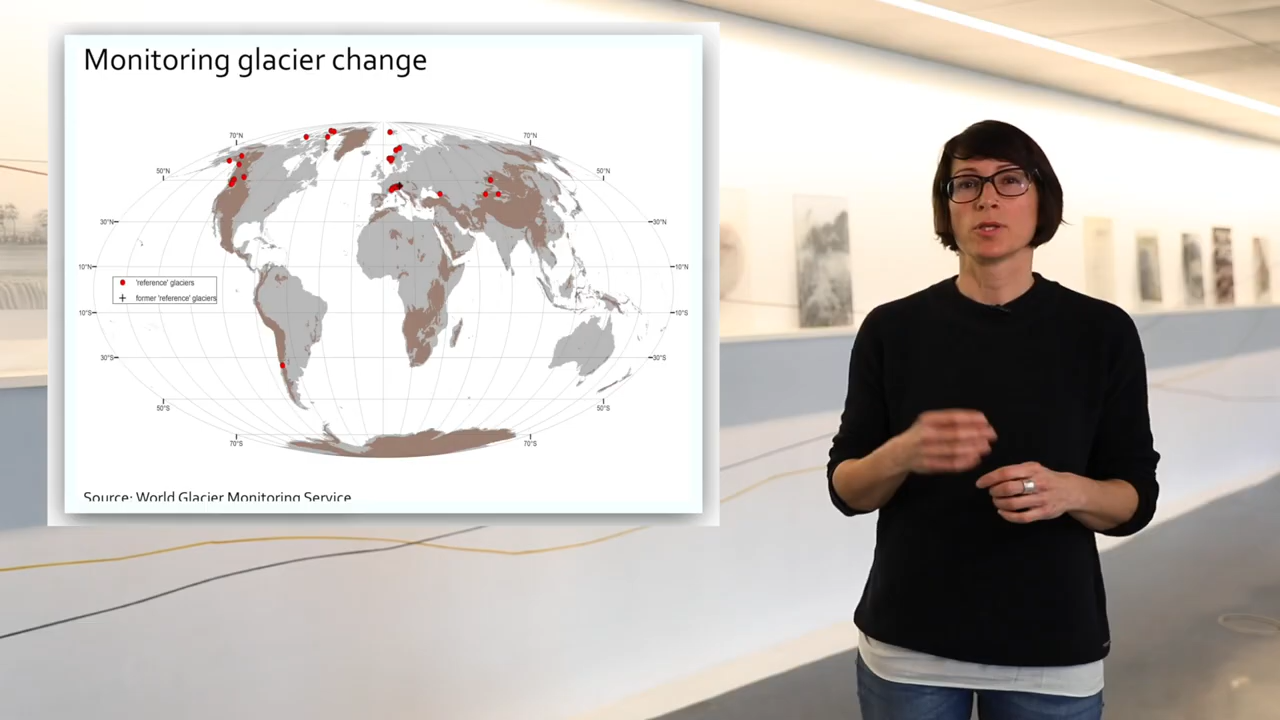 Monitoring glacier change
70°N
70°N
50°N
50°N
30°N
30°N
10°N
10°N
'reference' glaciers
former 'reference' glaciers
10°S
10°S
30°S
30°S
50°S
50°S
70°S
70°S
Source: World Glacier Monitoring Service